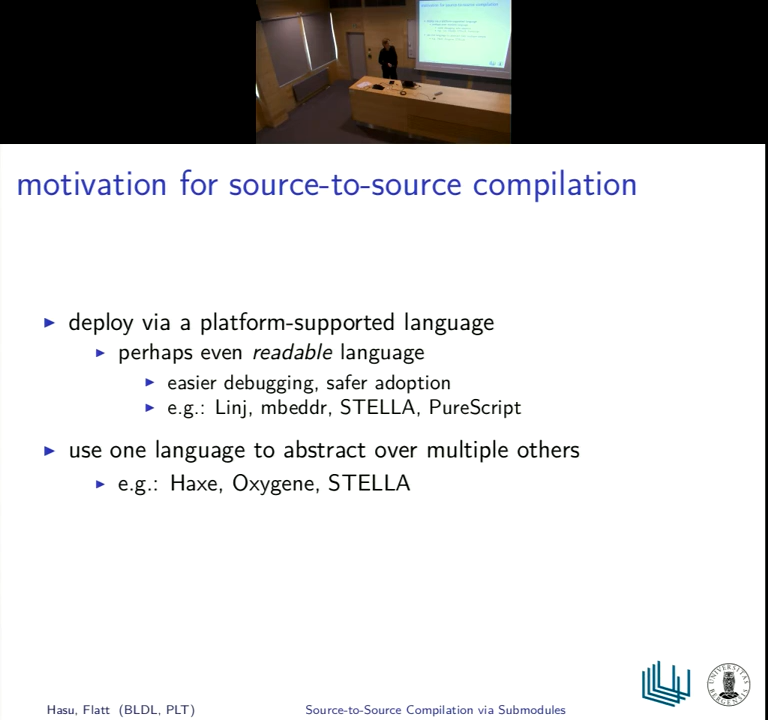 motivation for source-to-source compilation
deploy via a platform-supported language
perhaps even readable language
easier debugging, safer adoption
e.g.: Linj, mbeddr, STELLA, PureScript
use one language to abstract over multiple others
e.g.: Haxe, Oxygene, STELLA
Hasu, Flatt (BLDL, PLT)
Source-to-Source Compilation via Submodules
UNIVERSITAS
BERGENSIS